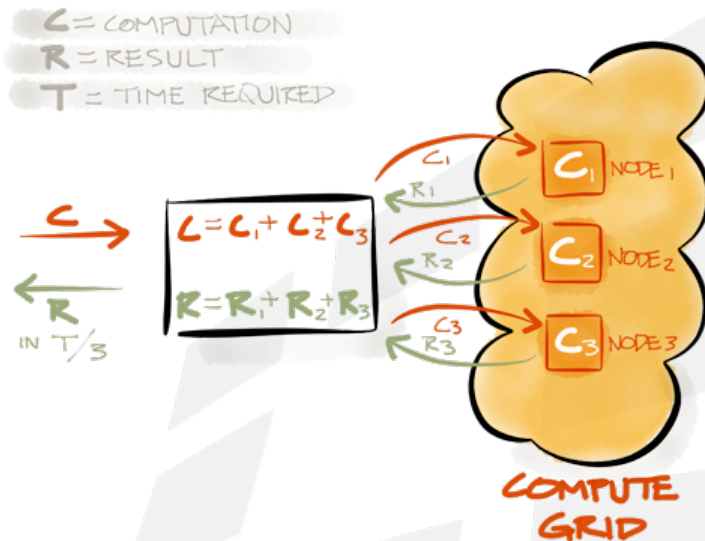 C = COMPUTATION
R = RESULT
T = TIME REQUIRED
C
R
IN T/3
C = C₁ + C₂ + C₃
R = R₁ + R₂ + R₃
C₁
R₁
C₂
R₂
C₃
R₃
C₁ NODE 1
C₂ NODE 2
C₃ NODE 3
COMPUTE
GRID